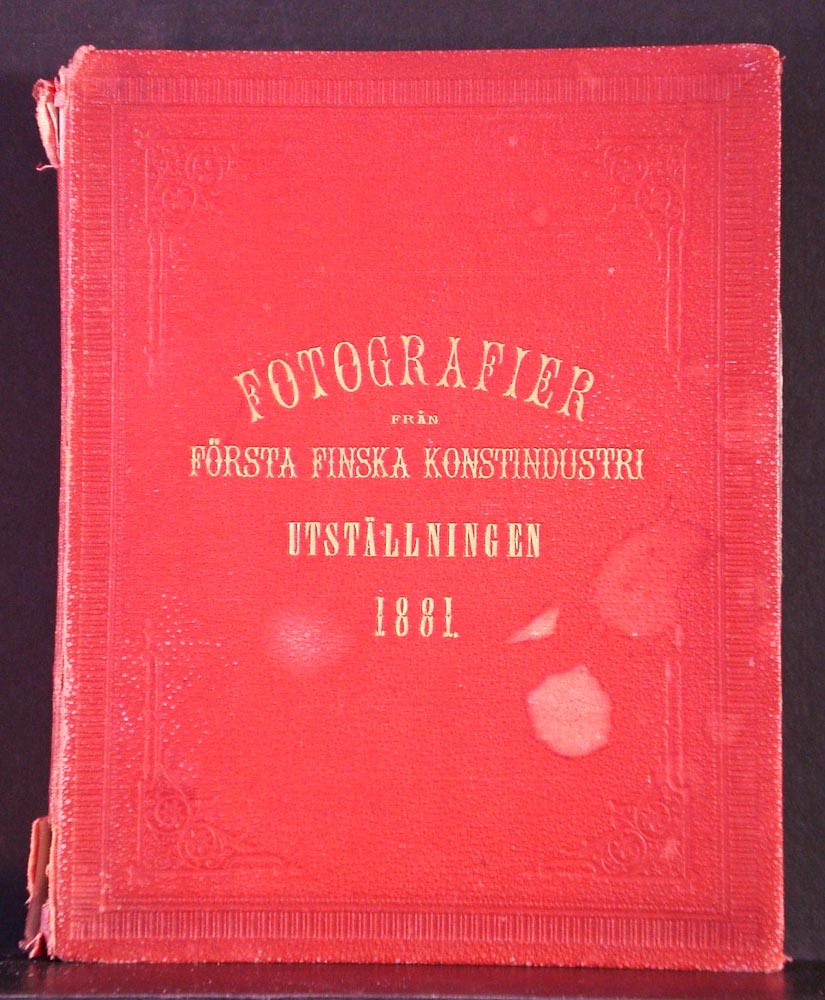 FOTOGRAFIER
FRÅN
FÖRSTA FINSKA KONSTINDUSTRI
UTSTÄLLNINGEN
1881.